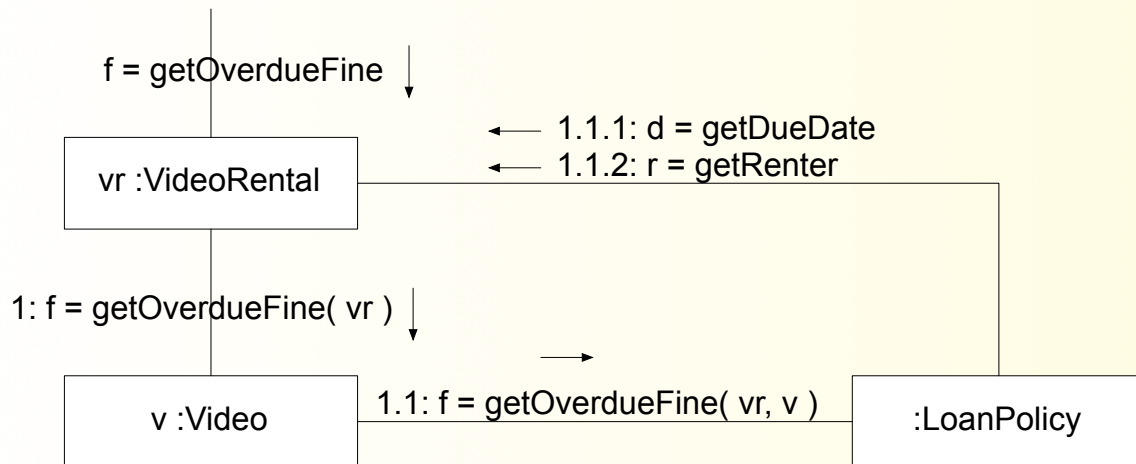 f = getOverdueFine
1.1.1: d = getDueDate
1.1.2: r = getRenter
vr :VideoRental
1: f = getOverdueFine( vr )
1.1: f = getOverdueFine( vr, v )
v :Video
:LoanPolicy